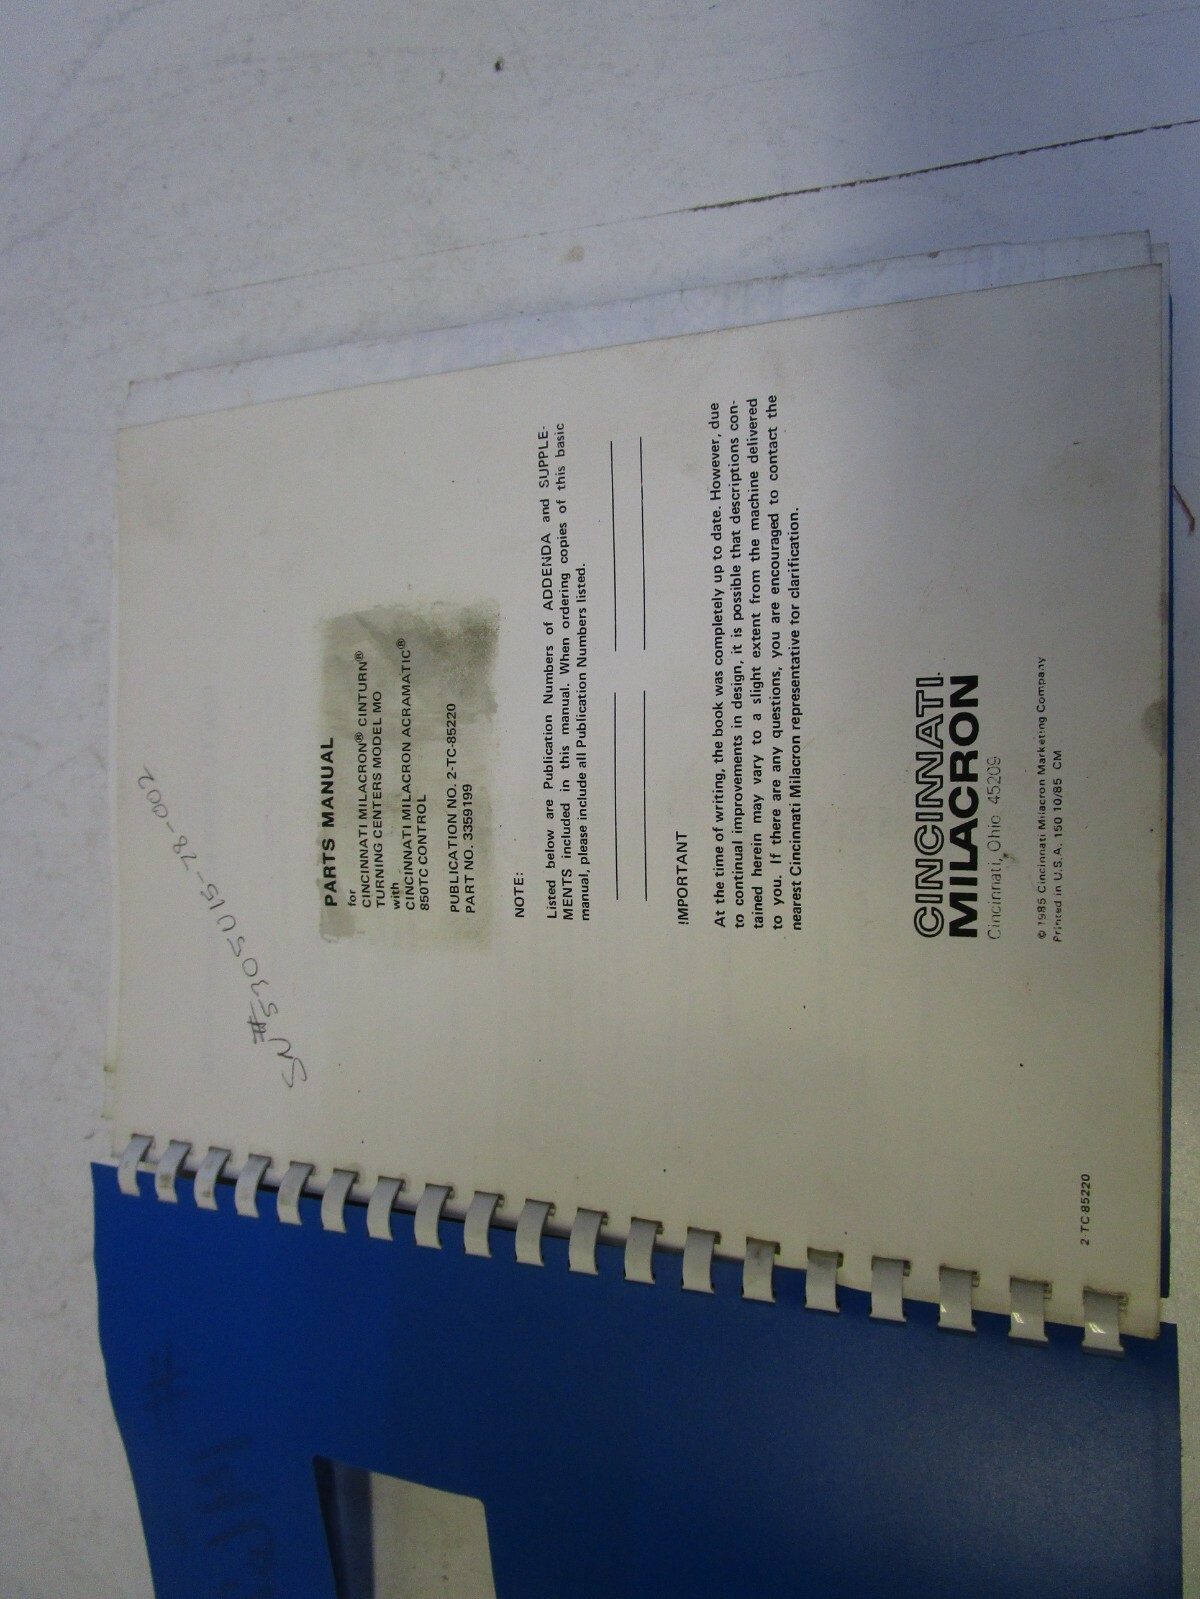 SN#5305U15-78-002
PARTS MANUAL
for
CINCINNATI MILACRON® CINTURN®
TURNING CENTERS MODEL MO
with
CINCINNATI MILACRON ACRAMATIC®
850TC CONTROL
PUBLICATION NO. 2-TC-85220
PART NO. 3359199
NOTE:
Listed below are Publication Numbers of ADDENDA and SUPPLE-
MENTS included in this manual. When ordering copies of this basic
manual, please include all Publication Numbers listed.
IMPORTANT
At the time of writing, the book was completely up to date. However, due
to continual improvements in design, it is possible that descriptions con-
tained herein may vary to a slight extent from the machine delivered
to you. If there are any questions, you are encouraged to contact the
nearest Cincinnati Milacron representative for clarification.
CINCINNATI
MILACRON
Cincinnati, Ohio 45209
© 1985 Cincinnati Milacron Marketing Company
Printed in U.S.A. 150 10/85 CM
2-TC-85220